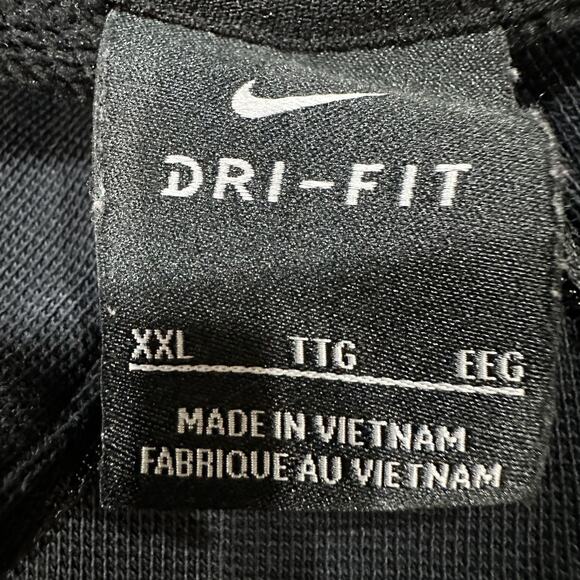 DRI-FIT
XXL TTG EEG
MADE IN VIETNAM
FABRIQUE AU VIETNAM